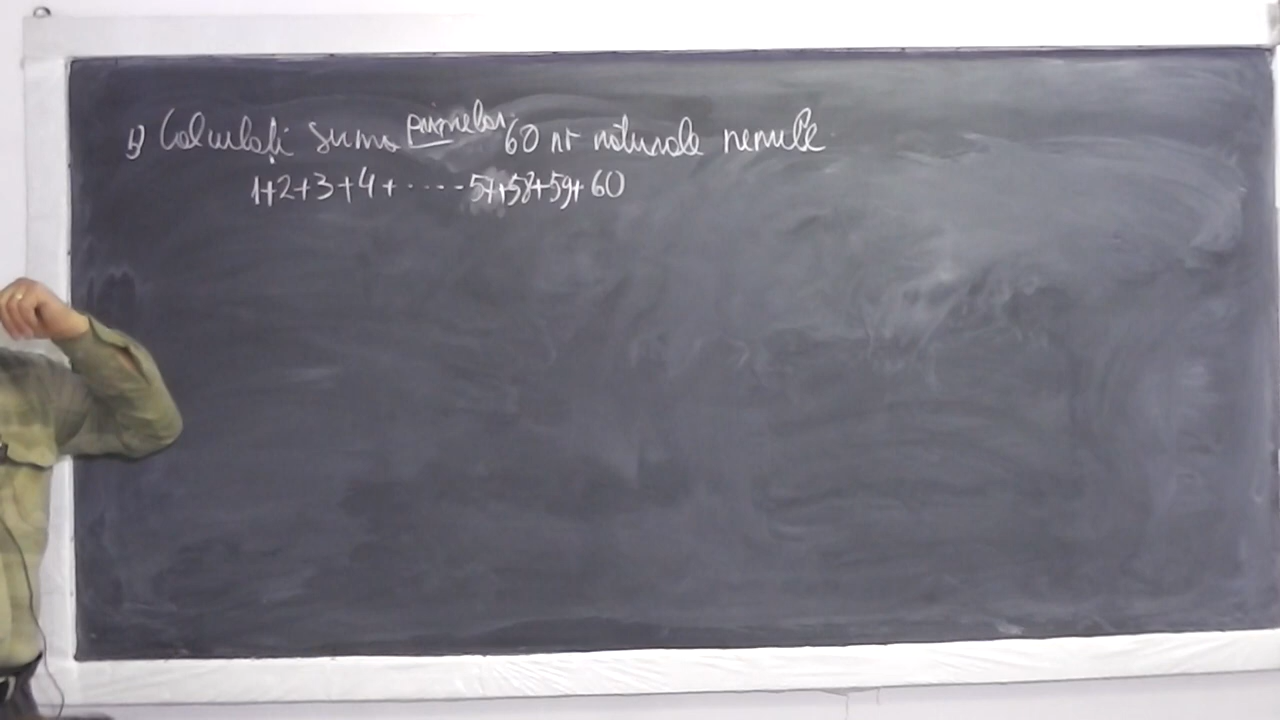 1) Calculați suma primelor 60 nr naturale nenule.
1+2+3+4+.....57+58+59+60